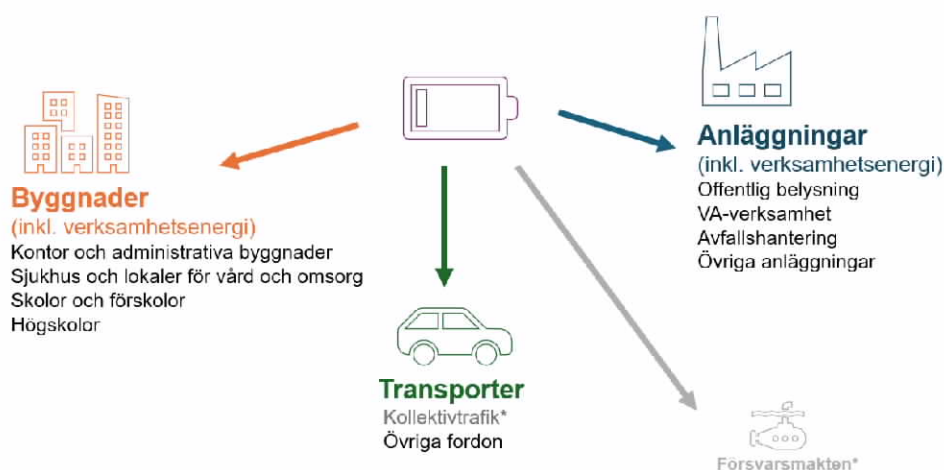 Byggnader
(inkl. verksamhetsenergi)
Kontor och administrativa byggnader
Sjukhus och lokaler för vård och omsorg
Skolor och förskolor
Högskolor
Transporter
Kollektivtrafik*
Övriga fordon
Anläggningar
(inkl. verksamhetsenergi)
Offentlig belysning
VA-verksamhet
Avfallshantering
Övriga anläggningar
Försvarsmakten*